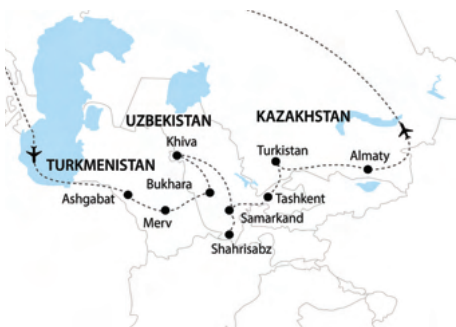 UZBEKISTAN
KAZAKHSTAN
Khiva
Turkistan
Almaty
TURKMENISTAN
Bukhara
Ashgabat
Tashkent
Merv
Samarkand
Shahrisabz